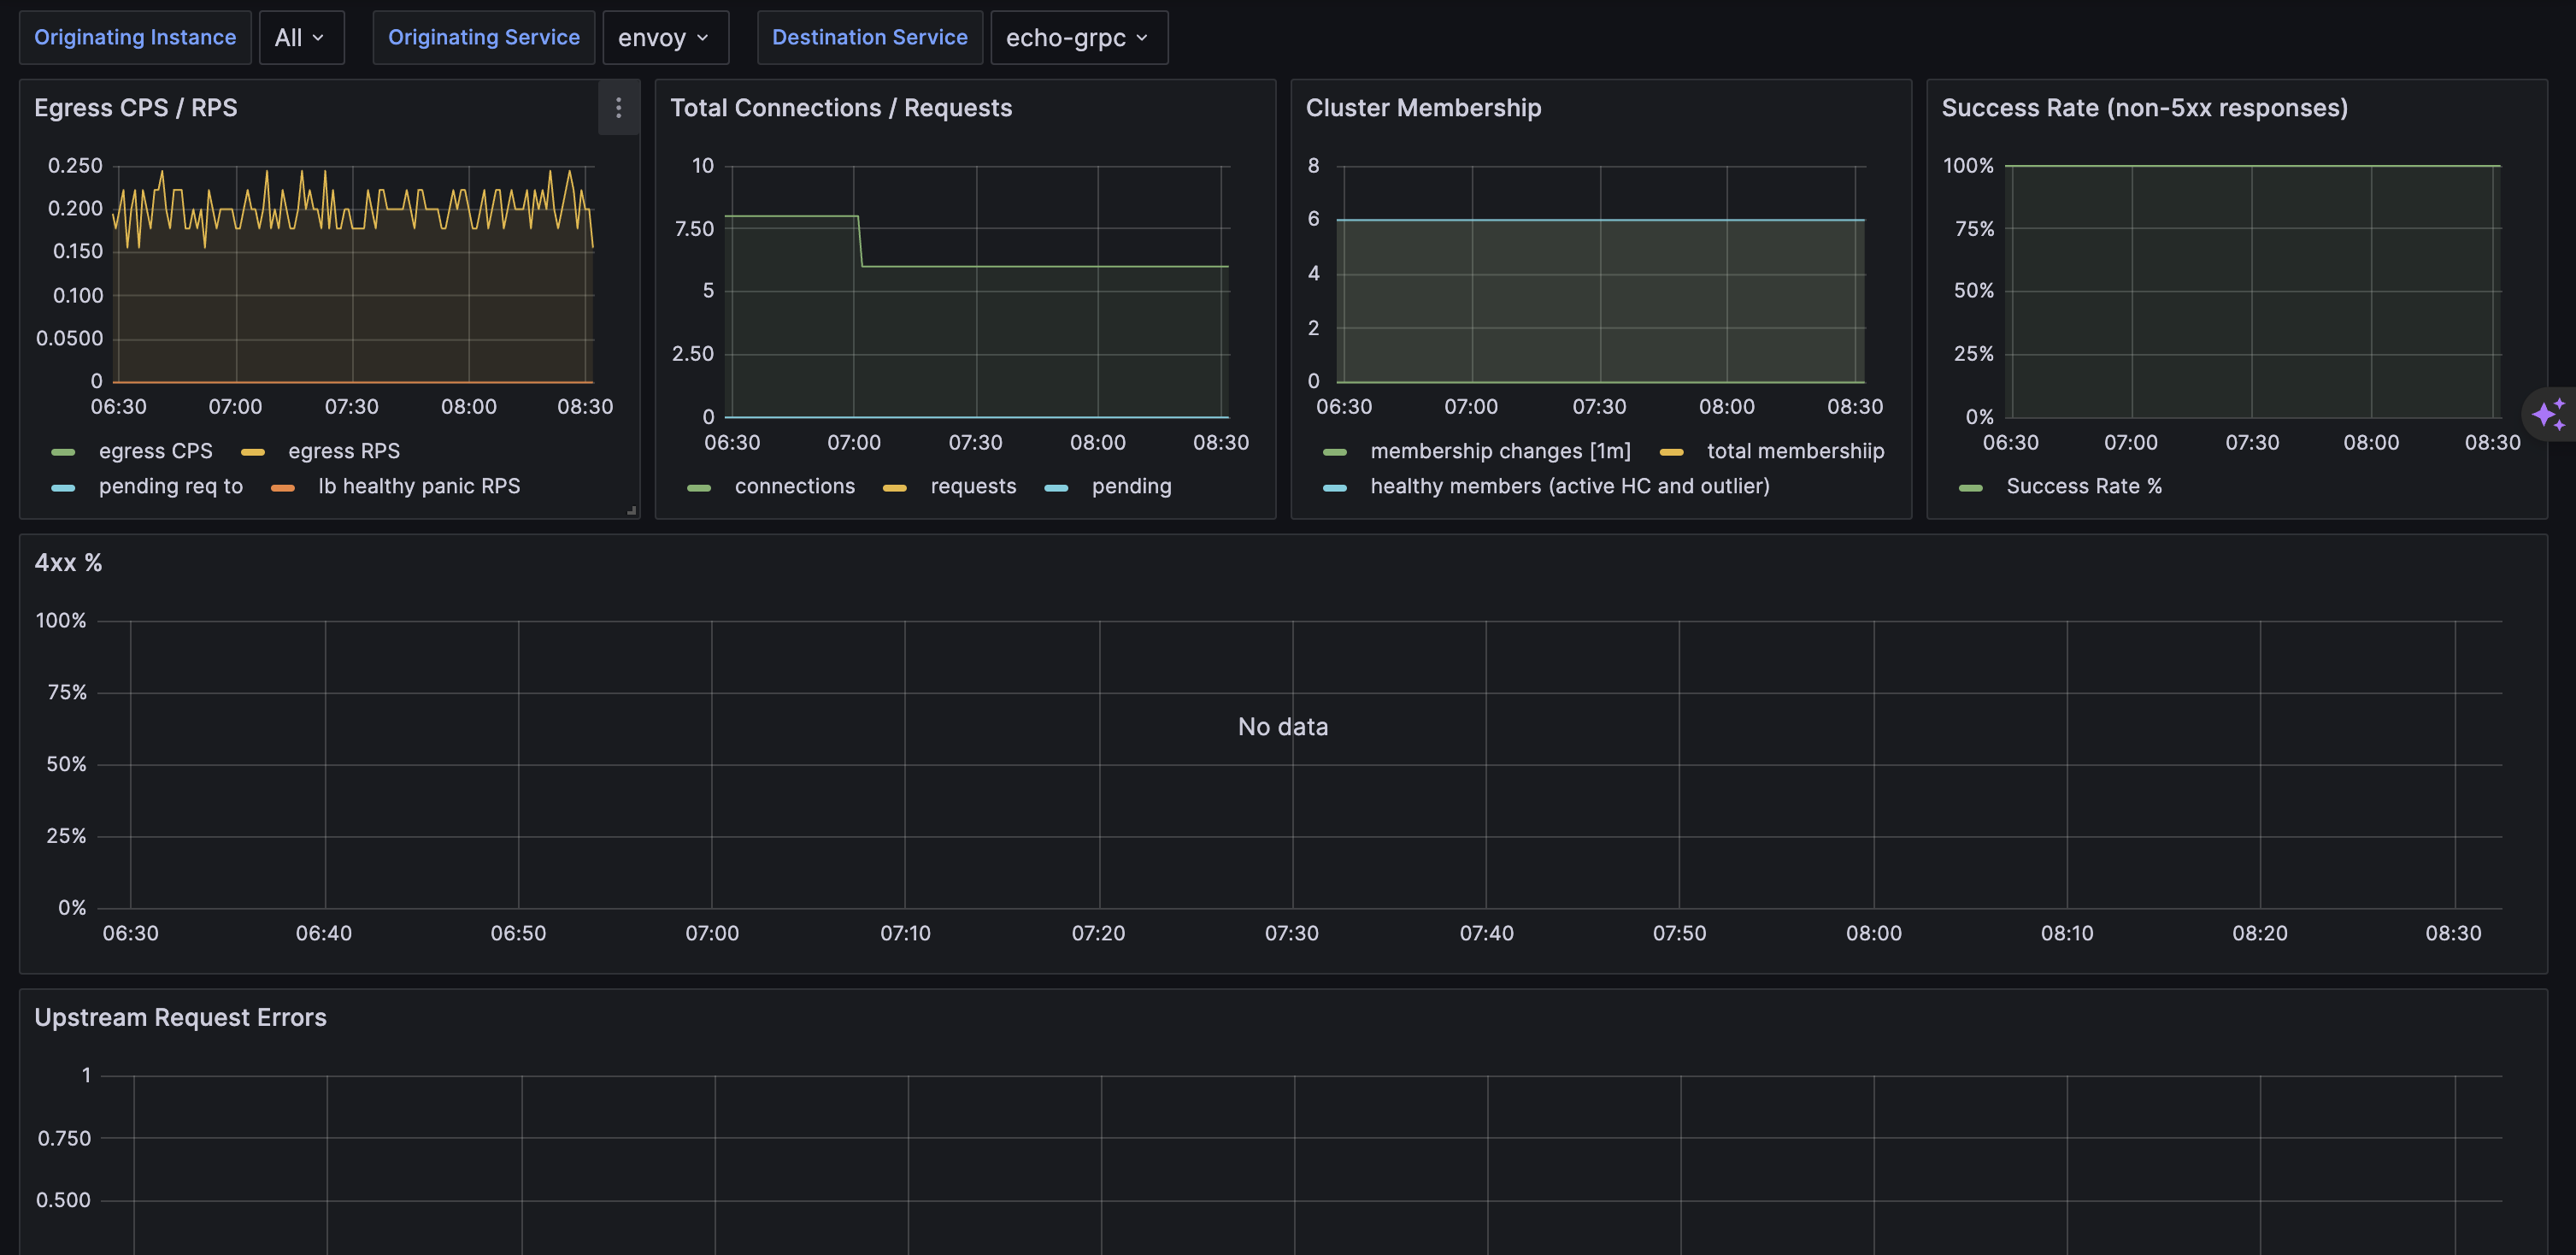 Originating Instance All Originating Service envoy Destination Service echo-grpc
Egress CPS / RPS
0.250
0.200
0.150
0.100
0.0500
0
06:30 07:00 07:30 08:00 08:30
egress CPS egress RPS
pending req to lb healthy panic RPS
Total Connections / Requests
10
7.50
5
2.50
0
06:30 07:00 07:30 08:00 08:30
connections requests pending
Cluster Membership
8
6
4
2
0
06:30 07:00 07:30 08:00 08:30
membership changes [1m] total membershiip
healthy members (active HC and outlier)
Success Rate (non-5xx responses)
100%
75%
50%
25%
0%
06:30 07:00 07:30 08:00 08:30
Success Rate %
4xx %
100%
75%
No data
50%
25%
0%
06:30 06:40 06:50 07:00 07:10 07:20 07:30 07:40 07:50 08:00 08:10 08:20 08:30
Upstream Request Errors
1
0.750
0.500